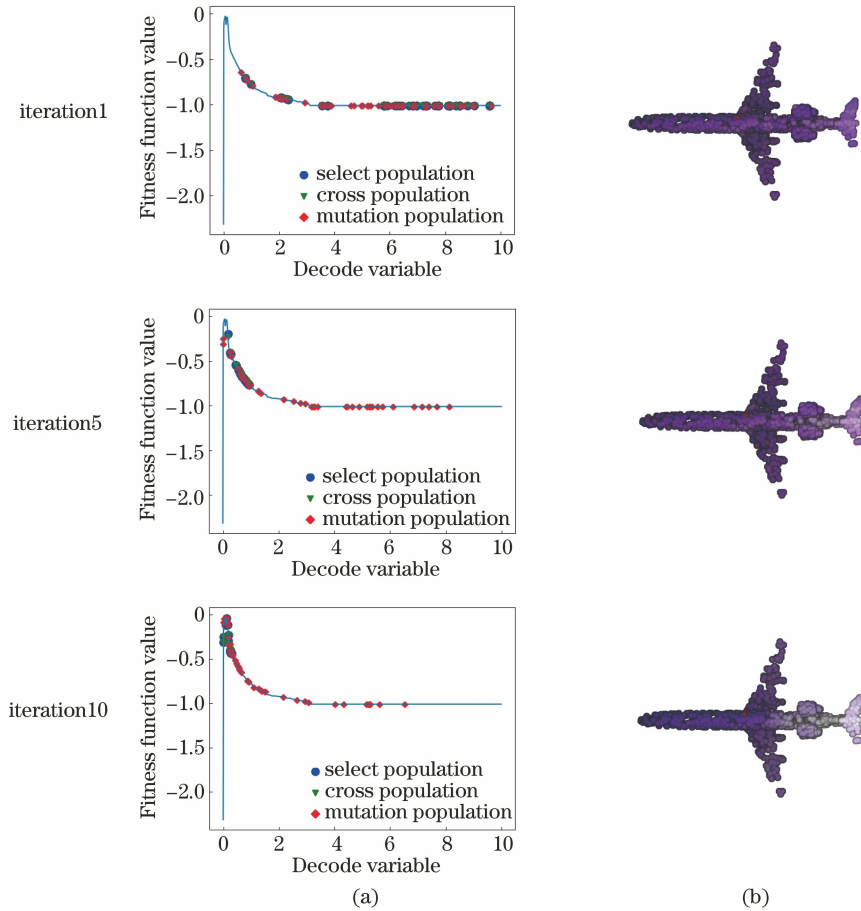 iteration1
Fitness function value
0
−0.5
−1.0
−1.5
−2.0
select population
cross population
mutation population
0 2 4 6 8 10
Decode variable
iteration5
Fitness function value
0
−0.5
−1.0
−1.5
−2.0
select population
cross population
mutation population
0 2 4 6 8 10
Decode variable
iteration10
Fitness function value
0
−0.5
−1.0
−1.5
−2.0
select population
cross population
mutation population
0 2 4 6 8 10
Decode variable
(a) (b)